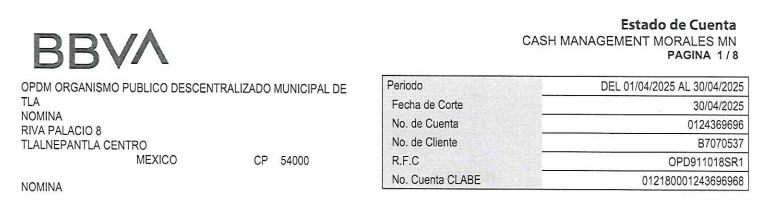 BBVA
Estado de Cuenta
CASH MANAGEMENT MORALES MN
PAGINA 1 / 8
OPDM ORGANISMO PUBLICO DESCENTRALIZADO MUNICIPAL DE
TLA
NOMINA
RIVA PALACIO 8
TLALNEPANTLA CENTRO
MEXICO CP 54000
NOMINA
Periodo DEL 01/04/2025 AL 30/04/2025
Fecha de Corte 30/04/2025
No. de Cuenta 0124369696
No. de Cliente B7070537
R.F.C OPD911018SR1
No. Cuenta CLABE 012180001243696968